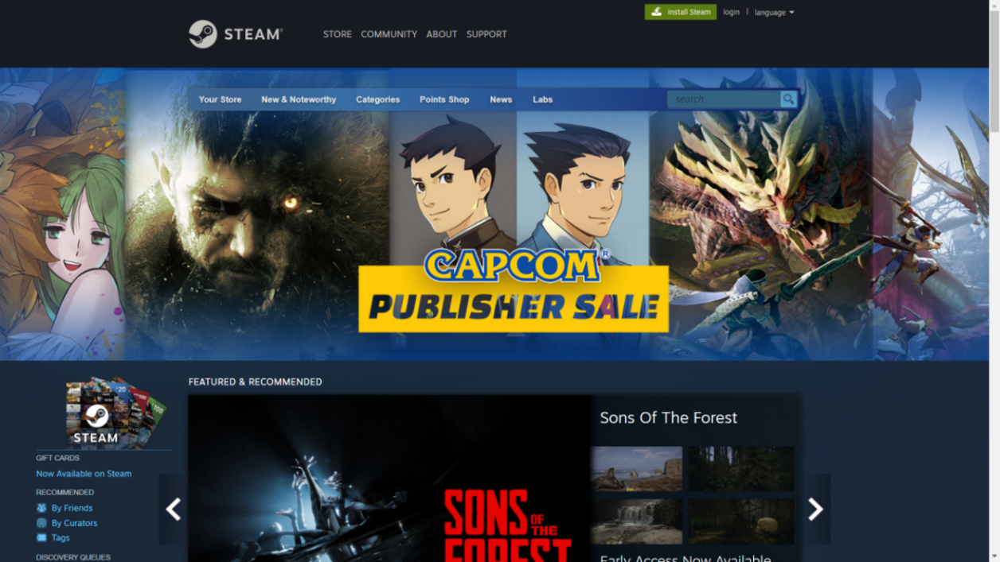 Install Steam login | language
STEAM®
STORE COMMUNITY ABOUT SUPPORT
Your Store New & Noteworthy Categories Points Shop News Labs search
CAPCOM®
PUBLISHER SALE
FEATURED & RECOMMENDED
STEAM
GIFT CARDS
Now Available on Steam
RECOMMENDED
By Friends
By Curators
Tags
DISCOVERY QUEUES
Sons Of The Forest
SONS OF THE FOREST
Early Access Now Available